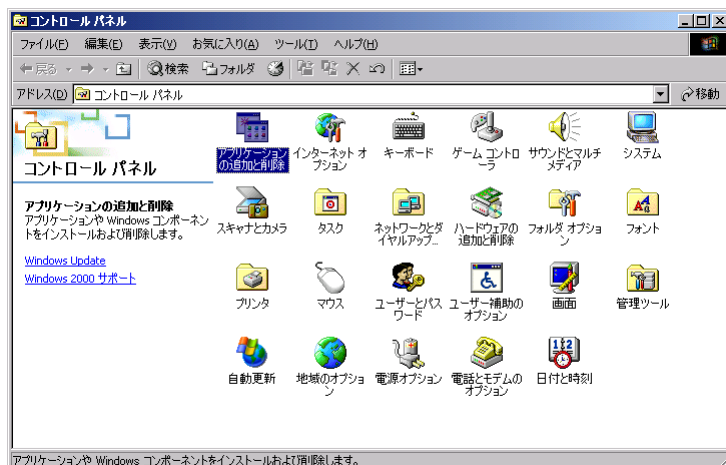 コントロール パネル
ファイル(F) 編集(E) 表示(V) お気に入り(A) ツール(T) ヘルプ(H)
戻る 検索 フォルダ
アドレス(D) コントロール パネル 移動
コントロール パネル
アプリケーションの追加と削除
アプリケーションや Windows コンポーネン
トをインストールおよび削除します。
Windows Update
Windows 2000 サポート
アプリケーション
の追加と削除
インターネット オ
プション
キーボード
ゲーム コントロ
ーラ
サウンドとマルチ
メディア
システム
スキャナとカメラ
タスク
ネットワークとダ
イヤルアップ...
ハードウェアの
追加と削除
フォルダ オプショ
ン
フォント
プリンタ
マウス
ユーザーとパス
ワード
ユーザー補助の
オプション
画面
管理ツール
自動更新
地域のオプショ
ン
電源オプション
電話とモデムの
オプション
日付と時刻
アプリケーションや Windows コンポーネントをインストールおよび削除します。